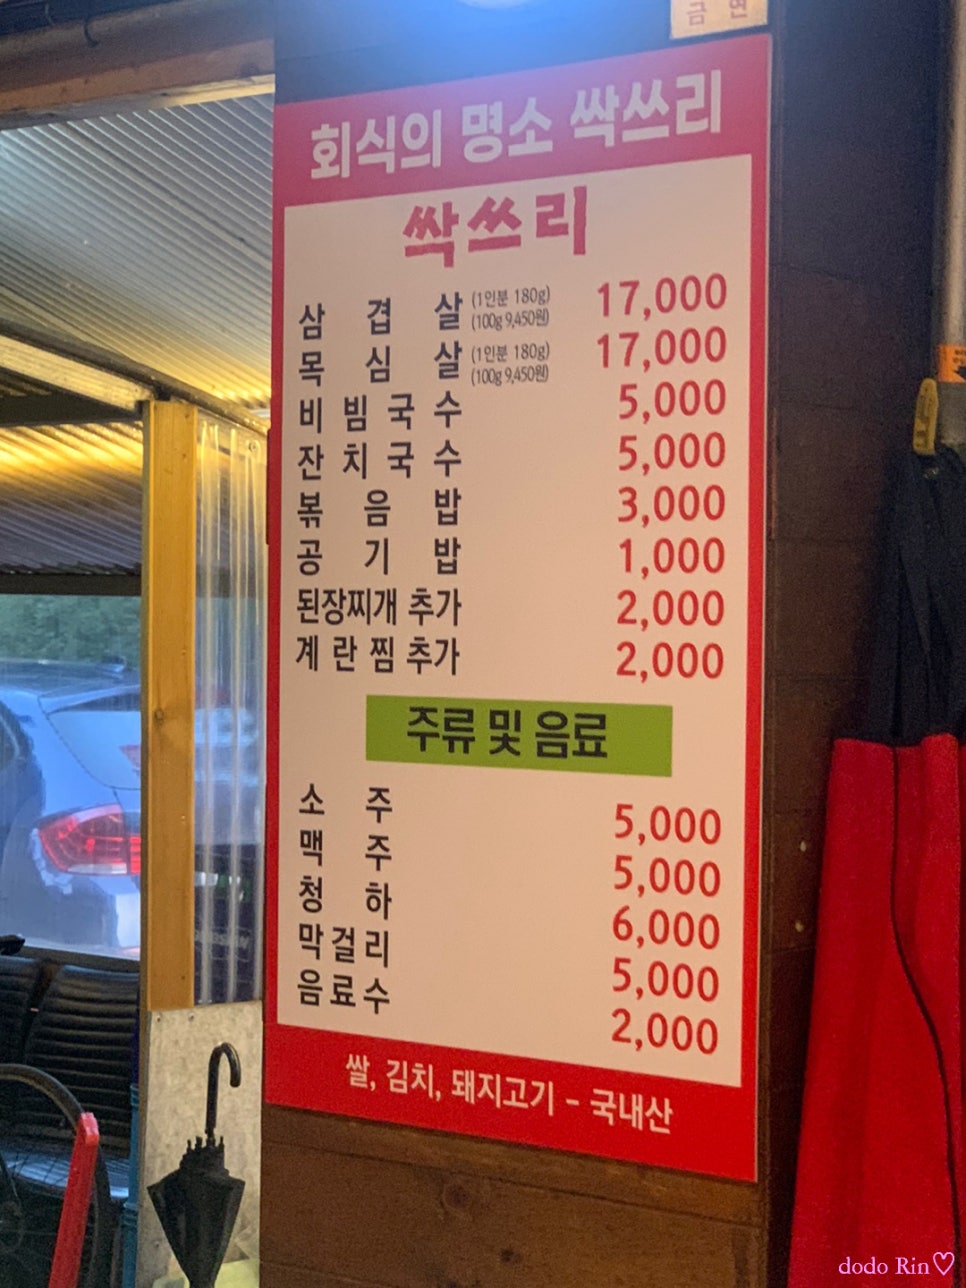 금연
회식의 명소 싹쓰리
싹쓰리
삼겹살 (1인분 180g) (100g 9,450원) 17,000
목심살 (1인분 180g) (100g 9,450원) 17,000
비빔국수 5,000
잔치국수 5,000
볶음밥 3,000
공기밥 1,000
된장찌개 추가 2,000
계란찜 추가 2,000
주류 및 음료
소주 5,000
맥주 5,000
청하 6,000
막걸리 5,000
음료수 2,000
쌀, 김치, 돼지고기 - 국내산
dodo Rin♡